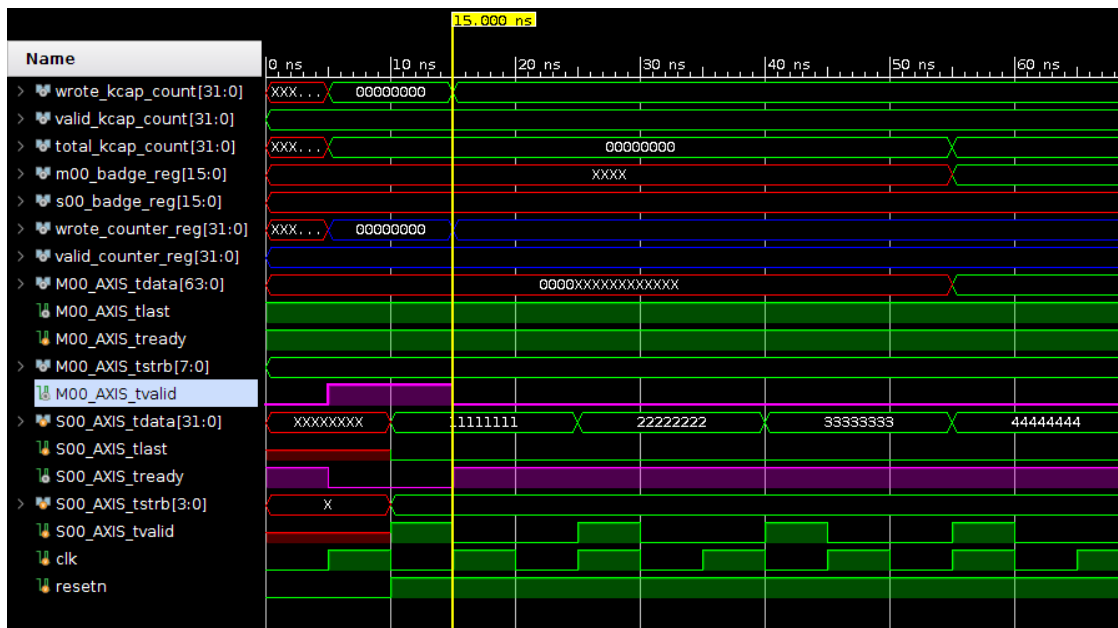 15.000 ns
Name
0 ns 10 ns 20 ns 30 ns 40 ns 50 ns 60 ns
wrote_kcap_count[31:0] XXX... 00000000
valid_kcap_count[31:0]
total_kcap_count[31:0] XXX... 00000000
m00_badge_reg[15:0] XXXX
s00_badge_reg[15:0]
wrote_counter_reg[31:0] XXX... 00000000
valid_counter_reg[31:0]
M00_AXIS_tdata[63:0] 0000XXXXXXXXXXXX
M00_AXIS_tlast
M00_AXIS_tready
M00_AXIS_tstrb[7:0]
M00_AXIS_tvalid
S00_AXIS_tdata[31:0] XXXXXXXX 11111111 22222222 33333333 44444444
S00_AXIS_tlast
S00_AXIS_tready
S00_AXIS_tstrb[3:0] X
S00_AXIS_tvalid
clk
resetn